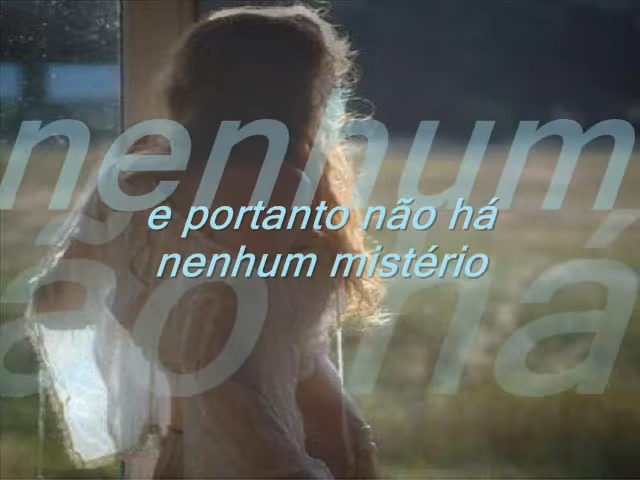 nenhum
e portanto não há
nenhum mistério
ão há